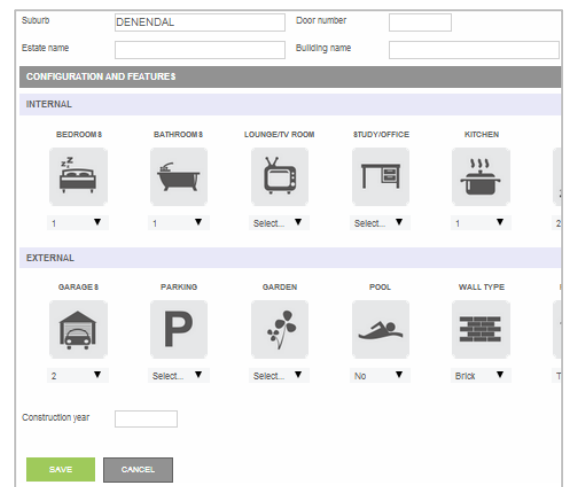 Suburb DENENDAL Door number
Estate name Building name
CONFIGURATION AND FEATURES
INTERNAL
BEDROOMS BATHROOMS LOUNGE/TV ROOM STUDY/OFFICE KITCHEN
zZ
1 ▼ 1 ▼ Select... ▼ Select... ▼ 1 ▼ 2
EXTERNAL
GARAGES PARKING GARDEN POOL WALL TYPE
P
2 ▼ Select... ▼ Select... ▼ No ▼ Brick ▼ T
Construction year
SAVE CANCEL